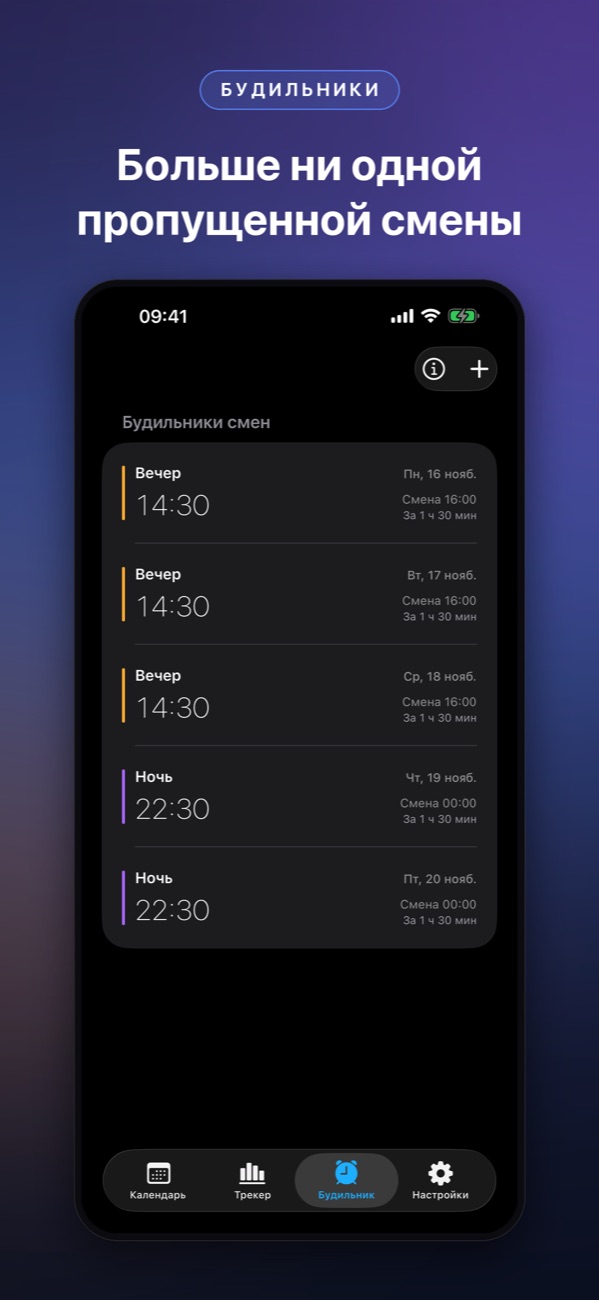 БУДИЛЬНИКИ
Больше ни одной
пропущенной смены
09:41
Будильники смен
Вечер
Пн, 16 нояб.
14:30
Смена 16:00
За 1 ч 30 мин
Вечер
Вт, 17 нояб.
14:30
Смена 16:00
За 1 ч 30 мин
Вечер
Ср, 18 нояб.
14:30
Смена 16:00
За 1 ч 30 мин
Ночь
Чт, 19 нояб.
22:30
Смена 00:00
За 1 ч 30 мин
Ночь
Пт, 20 нояб.
22:30
Смена 00:00
За 1 ч 30 мин
Календарь Трекер Будильник Настройки